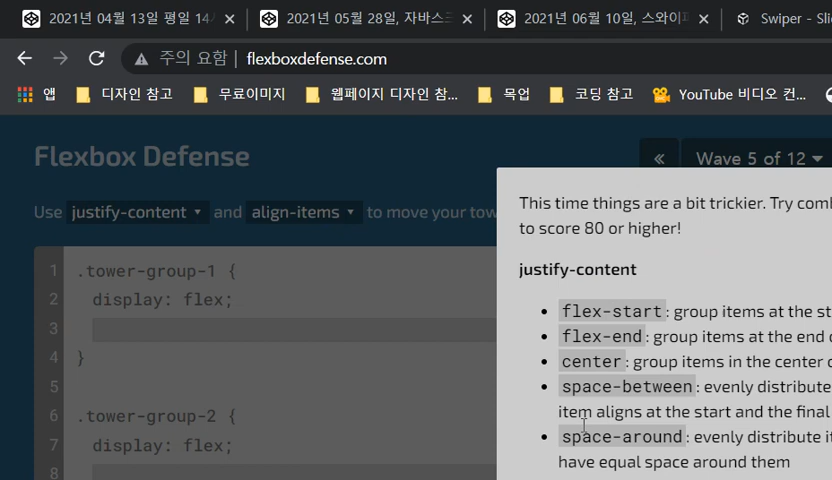 2021년 04월 13일 평일 14
2021년 05월 28일, 자바스크
2021년 06월 10일, 스와이퍼
Swiper - Sli
주의 요함
flexboxdefense.com
앱
디자인 참고
무료이미지
웹페이지 디자인 참...
목업
코딩 참고
YouTube 비디오 컨...
Flexbox Defense
«
Wave 5 of 12
Use justify-content and align-items to move your tow
1 .tower-group-1 {
2 display: flex;
3
4 }
5
6 .tower-group-2 {
7 display: flex;
8
This time things are a bit trickier. Try comb
to score 80 or higher!
justify-content
• flex-start: group items at the st
• flex-end: group items at the end o
• center: group items in the center o
• space-between: evenly distribute
item aligns at the start and the final
• space-around: evenly distribute it
have equal space around them